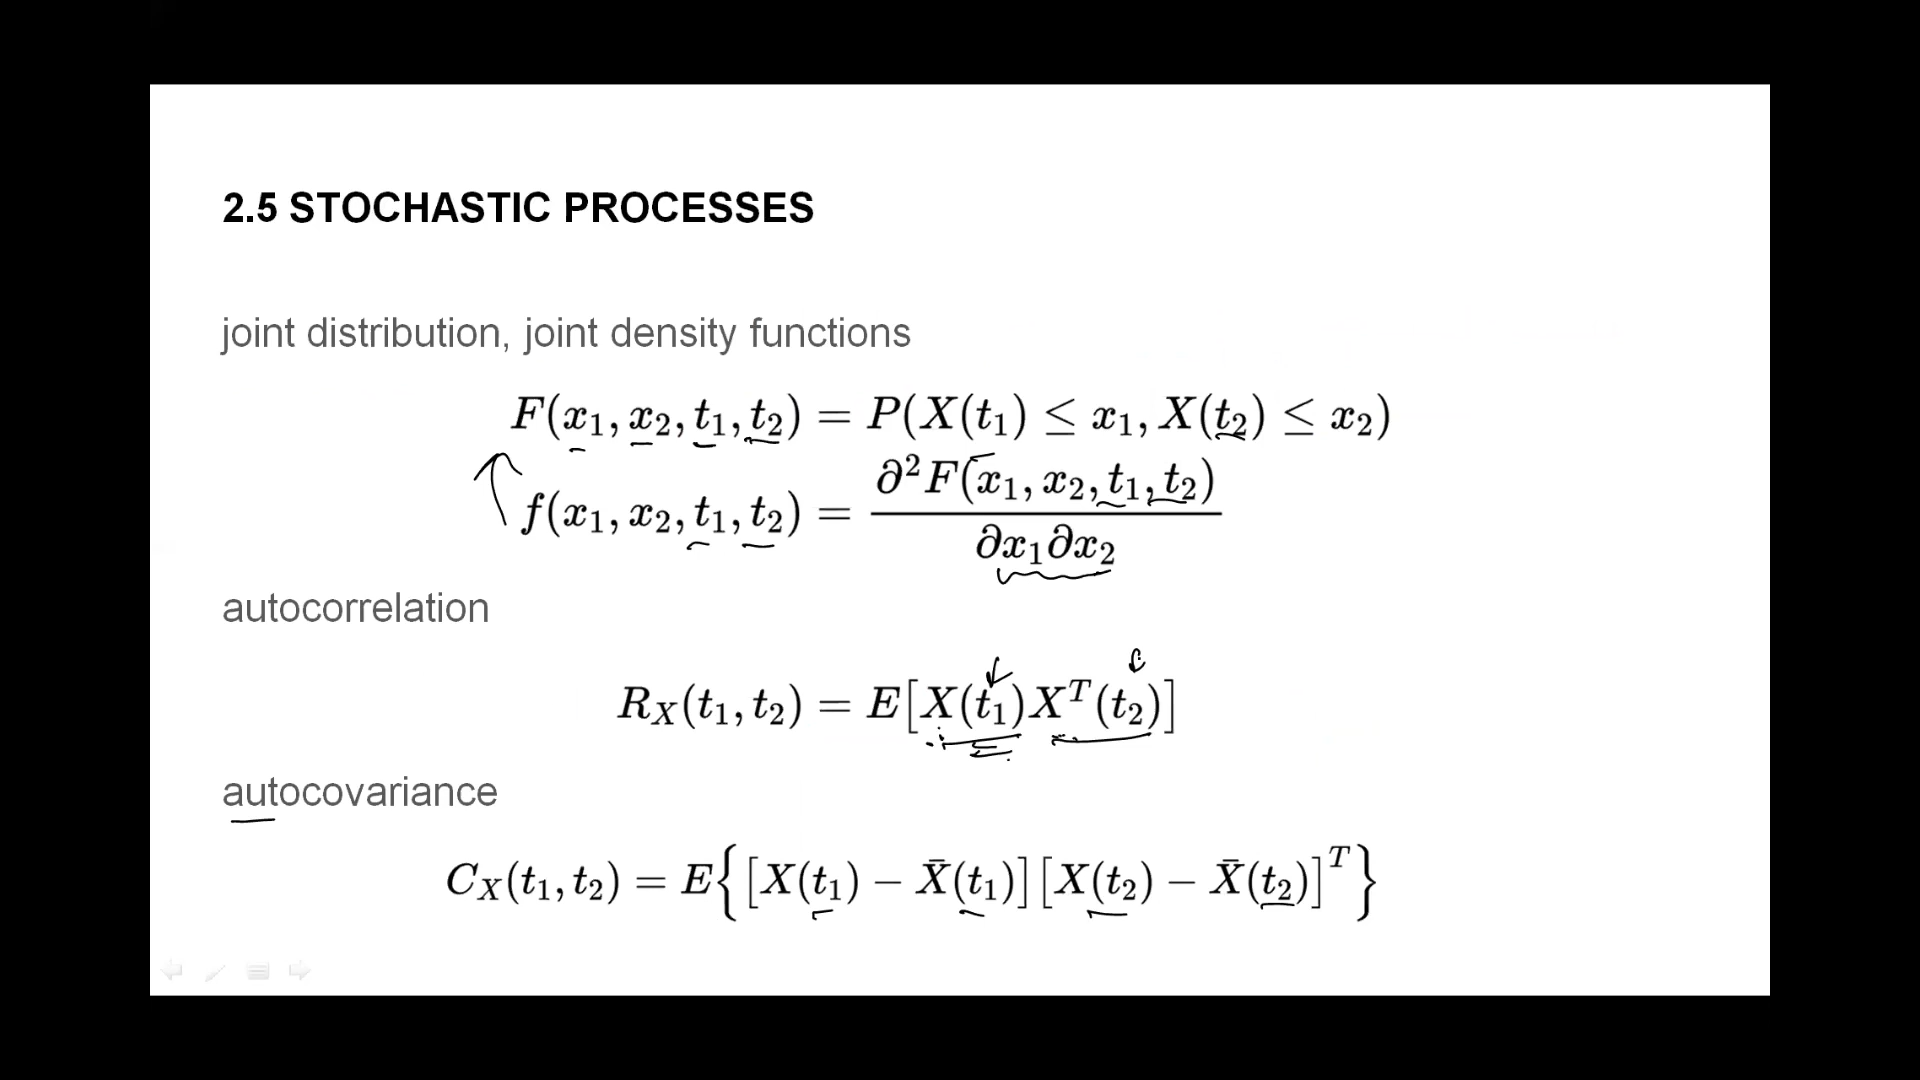 2.5 STOCHASTIC PROCESSES
joint distribution, joint density functions
F(x₁, x₂, t₁, t₂) = P(X(t₁) ≤ x₁, X(t₂) ≤ x₂)
f(x₁, x₂, t₁, t₂) = ∂²F(x₁, x₂, t₁, t₂) / ∂x₁∂x₂
autocorrelation
R_X(t₁, t₂) = E[X(t₁)Xᵀ(t₂)]
autocovariance
C_X(t₁, t₂) = E{[X(t₁) − X̄(t₁)][X(t₂) − X̄(t₂)]ᵀ}